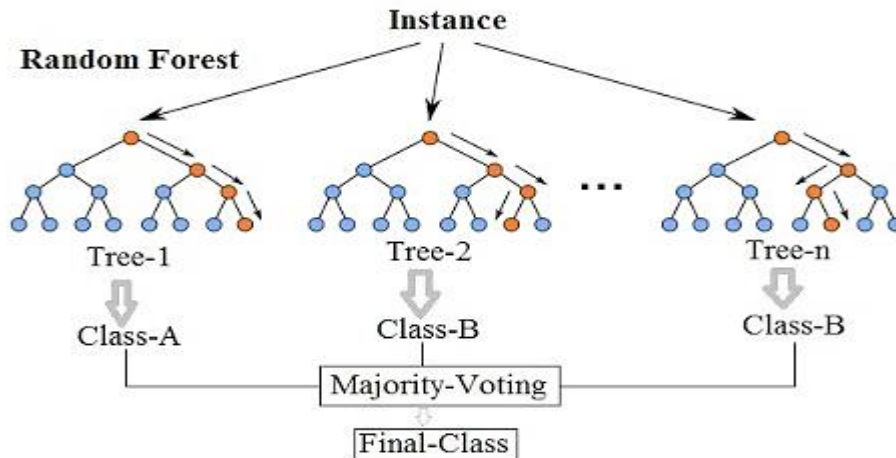 Instance
Random Forest
...
Tree-1
Tree-2
Tree-n
Class-A
Class-B
Class-B
Majority-Voting
Final-Class